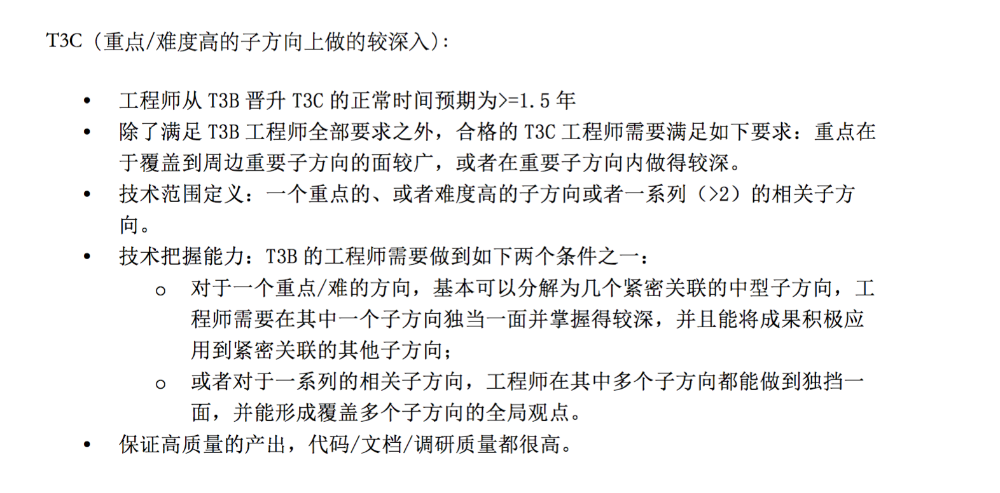 T3C（重点/难度高的子方向上做的较深入）：
• 工程师从 T3B 晋升 T3C 的正常时间预期为>=1.5 年
• 除了满足 T3B 工程师全部要求之外，合格的 T3C 工程师需要满足如下要求：重点在
于覆盖到周边重要子方向的面较广，或者在重要子方向内做得较深。
• 技术范围定义：一个重点的、或者难度高的子方向或者一系列（>2）的相关子方
向。
• 技术把握能力：T3B 的工程师需要做到如下两个条件之一：
o 对于一个重点/难的方向，基本可以分解为几个紧密关联的中型子方向，工
程师需要在其中一个子方向独当一面并掌握得较深，并且能将成果积极应
用到紧密关联的其他子方向；
o 或者对于一系列的相关子方向，工程师在其中多个子方向都能做到独挡一
面，并能形成覆盖多个子方向的全局观点。
• 保证高质量的产出，代码/文档/调研质量都很高。